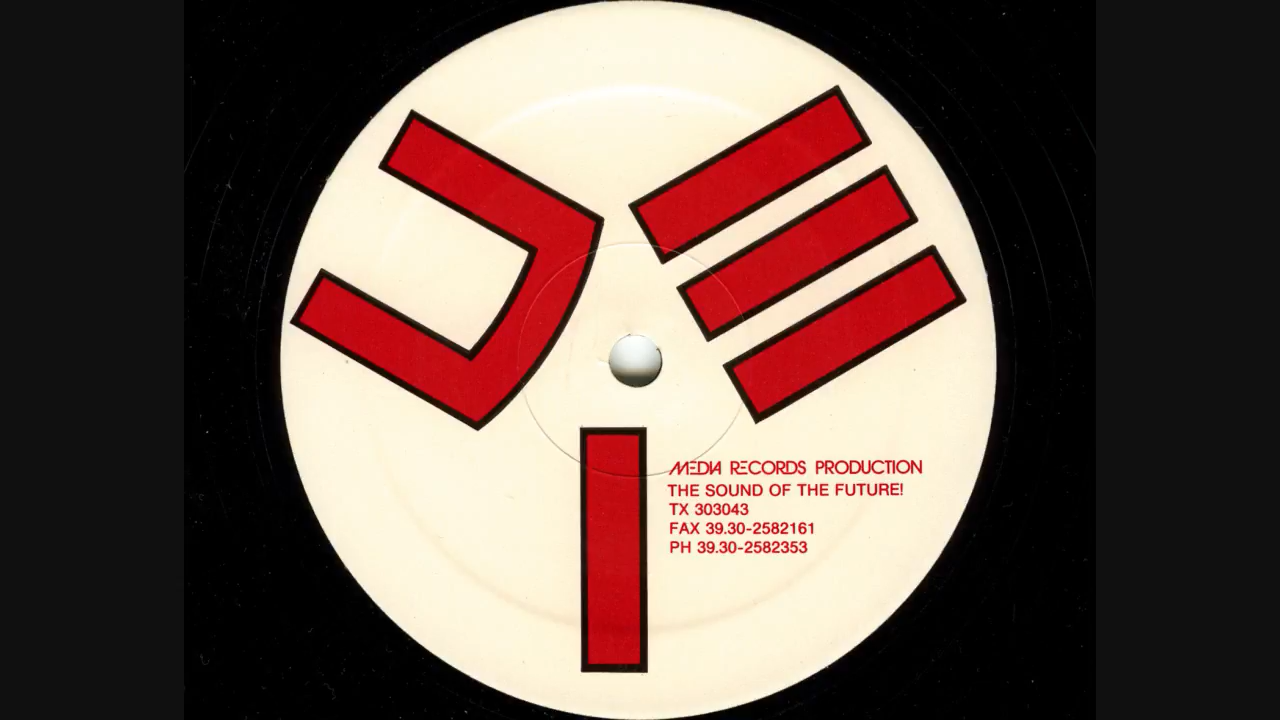 MEDIA RECORDS PRODUCTION
THE SOUND OF THE FUTURE!
TX 303043
FAX 39.30-2582161
PH 39.30-2582353